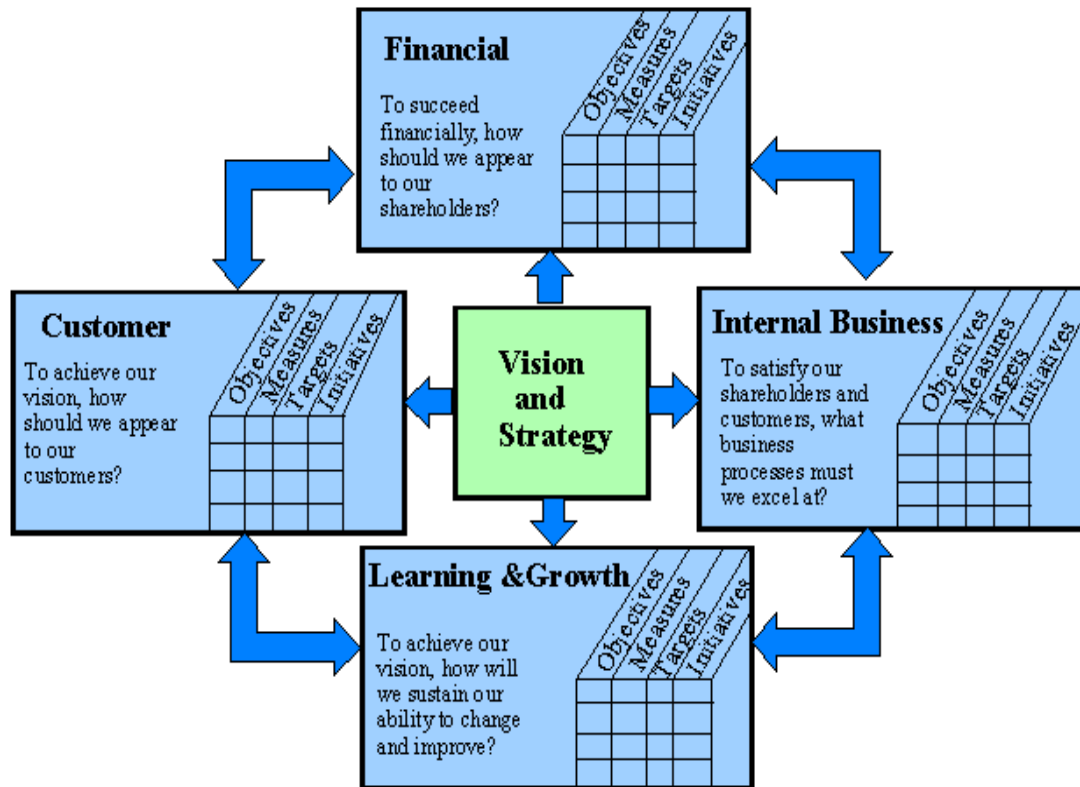 Financial
Objectives
Measures
Targets
Initiatives
To succeed
financially, how
should we appear
to our
shareholders?
Customer
Objectives
Measures
Targets
Initiatives
To achieve our
vision, how
should we appear
to our
customers?
Vision
and
Strategy
Internal Business
Objectives
Measures
Targets
Initiatives
To satisfy our
shareholders and
customers, what
business
processes must
we excel at?
Learning &Growth
Objectives
Measures
Targets
Initiatives
To achieve our
vision, how will
we sustain our
ability to change
and improve?